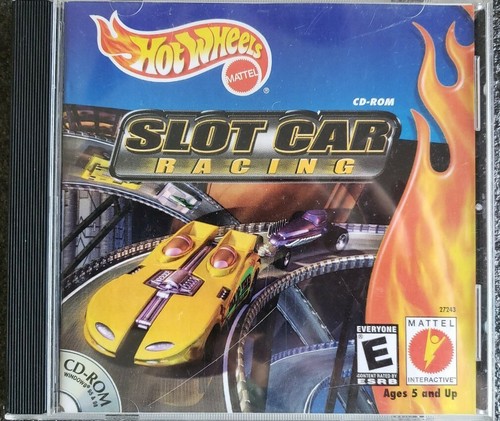 HOT WHEELS
MATTEL
®
CD-ROM
SLOT CAR
RACING
27243
EVERYONE
E
CONTENT RATED BY
ESRB
MATTEL
INTERACTIVE
Ages 5 and Up
CD-ROM